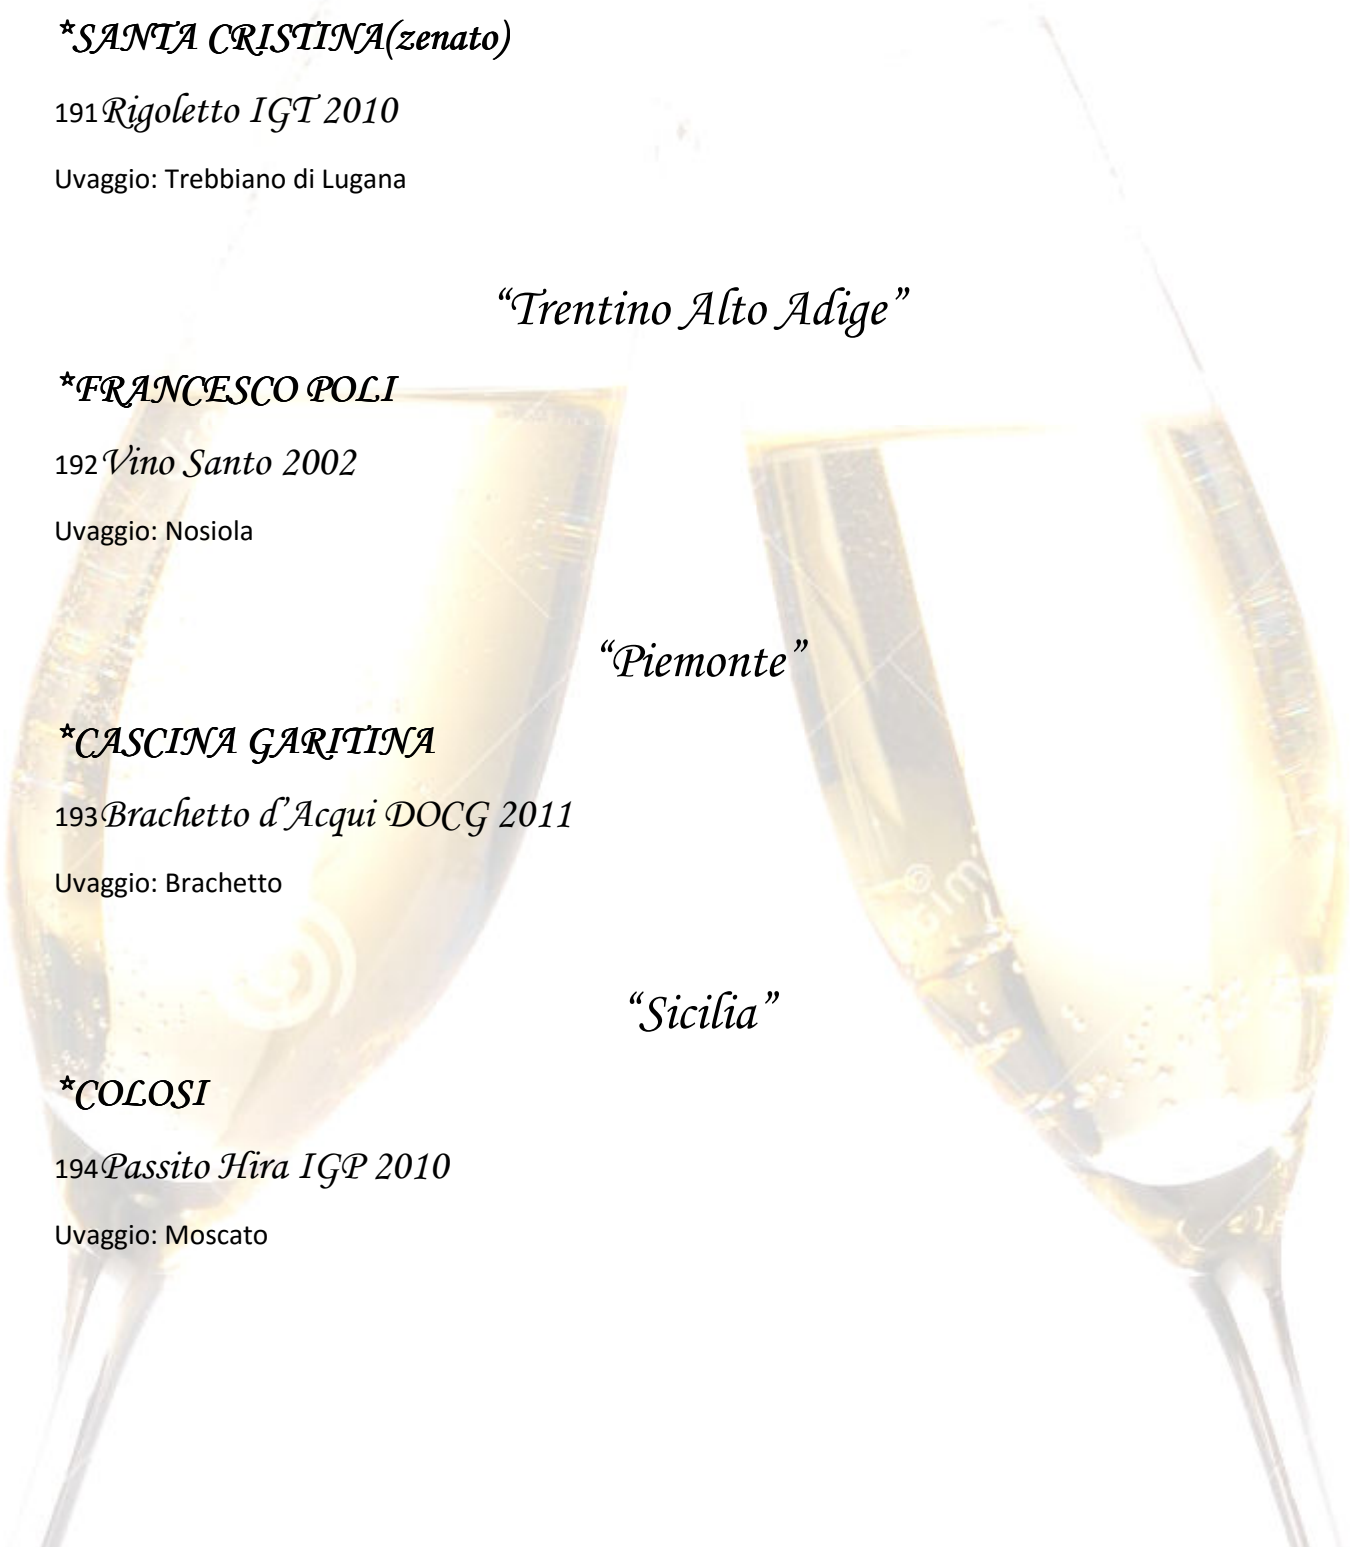 *SANTA CRISTINA(zenato)
191Rigoletto IGT 2010
Uvaggio: Trebbiano di Lugana
“Trentino Alto Adige”
*FRANCESCO POLI
192Vino Santo 2002
Uvaggio: Nosiola
“Piemonte”
*CASCINA GARITINA
193Brachetto d’Acqui DOCG 2011
Uvaggio: Brachetto
“Sicilia”
*COLOSI
194Passito Hira IGP 2010
Uvaggio: Moscato